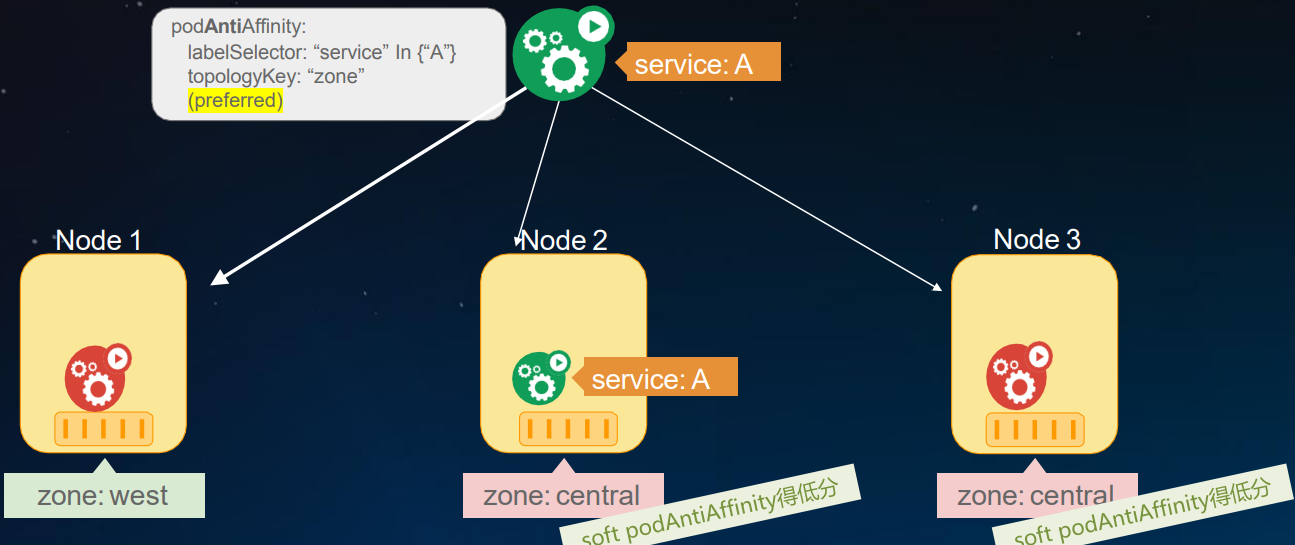 podAntiAffinity:
labelSelector: “service” In {“A”}
topologyKey: “zone”
(preferred)
service: A
Node 1
Node 2
Node 3
service: A
zone: west
zone: central
zone: central
soft podAntiAffinity得低分
soft podAntiAffinity得低分